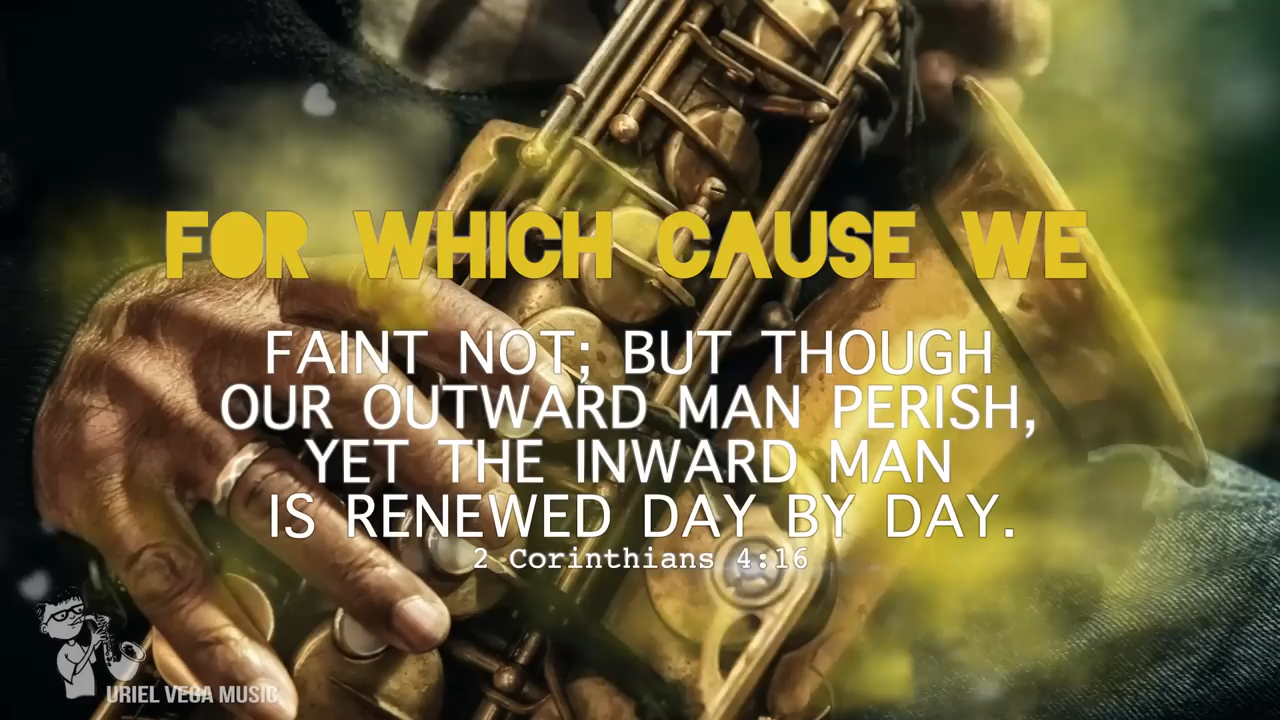 FOR WHICH CAUSE WE
FAINT NOT; BUT THOUGH
OUR OUTWARD MAN PERISH,
YET THE INWARD MAN
IS RENEWED DAY BY DAY.
2 Corinthians 4:16
URIEL VEGA MUSIC